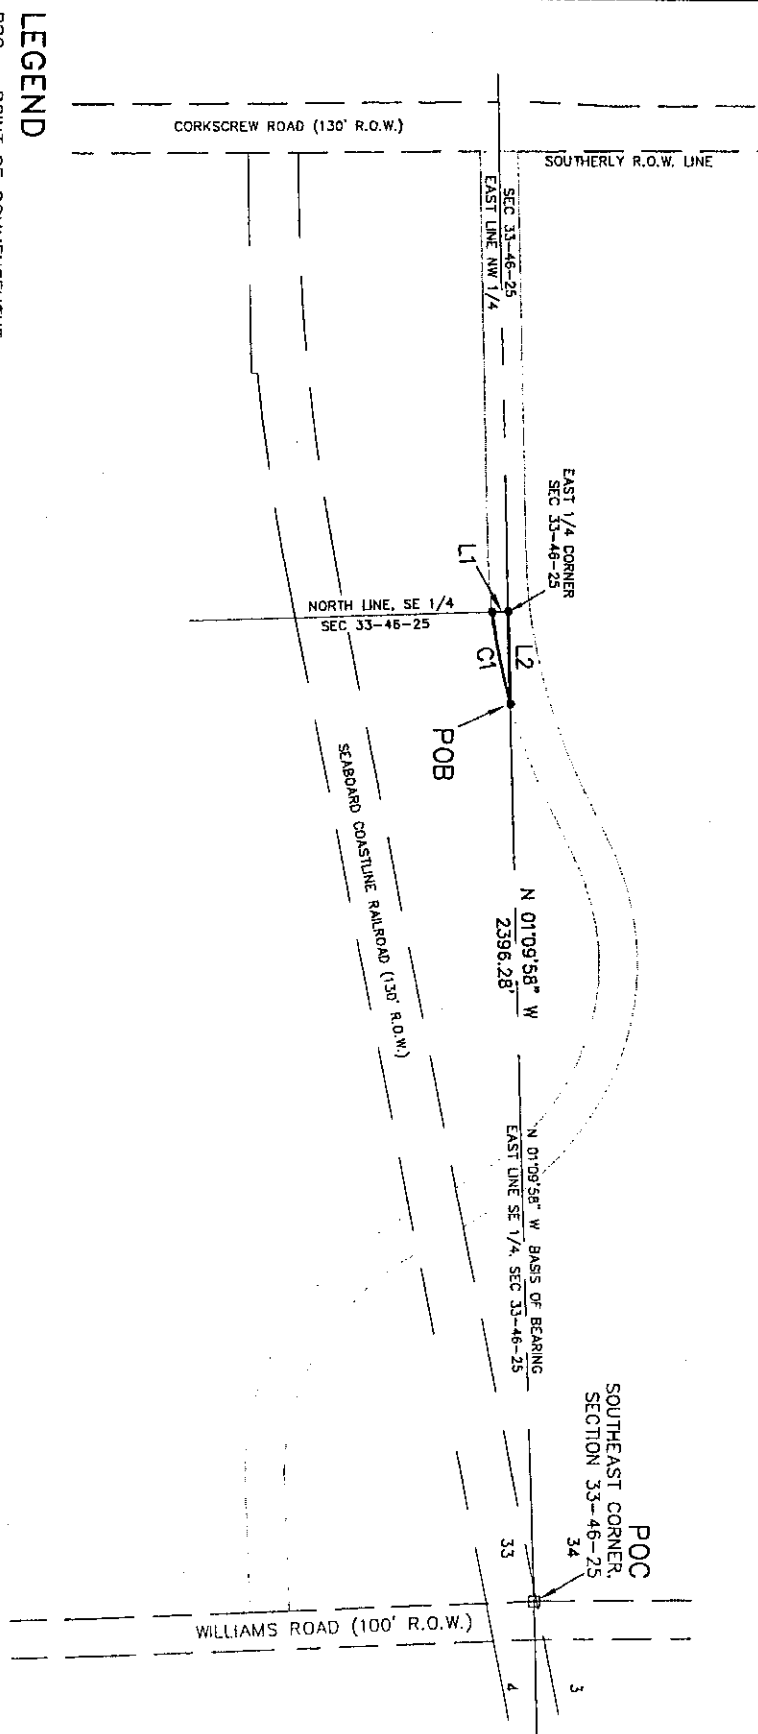 CORKSCREW ROAD (130' R.O.W.)
SOUTHERLY R.O.W. LINE
SEC 33-46-25
EAST LINE NW 1/4
EAST 1/4 CORNER
SEC 33-46-25
L1
NORTH LINE, SE 1/4
SEC 33-46-25
L2
C1
POB
SEABOARD COASTLINE RAILROAD (130' R.O.W.)
N 01°09'58" W
2396.28'
N 01°09'58" W BASIS OF BEARING
EAST LINE SE 1/4, SEC 33-46-25
POC
SOUTHEAST CORNER,
SECTION 33-46-25
34
33
WILLIAMS ROAD (100' R.O.W.)
4
3
LEGEND